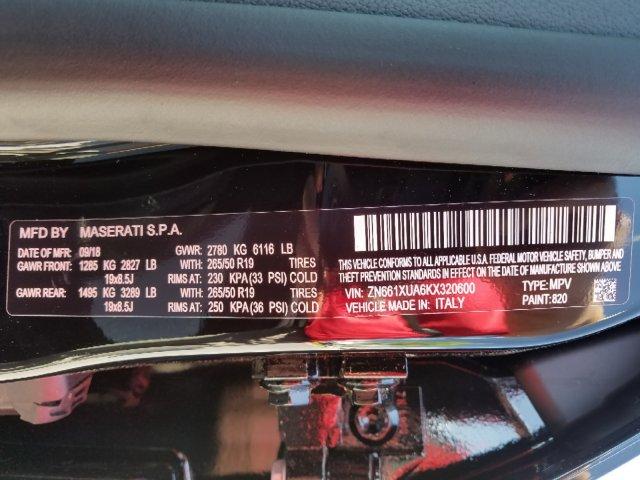 MFD BY MASERATI S.P.A.
DATE OF MFR: 09/18 GVWR: 2780 KG 6116 LB
GAWR FRONT: 1285 KG 2827 LB WITH: 265/50 R19 TIRES
19x8.5J RIMS AT: 230 KPA (33 PSI) COLD
GAWR REAR: 1495 KG 3289 LB WITH: 265/50 R19 TIRES
19x8.5J RIMS AT: 250 KPA (36 PSI) COLD
THIS VEHICLE CONFORMS TO ALL APPLICABLE U.S.A. FEDERAL MOTOR VEHICLE SAFETY, BUMPER AND
THEFT PREVENTION STANDARDS IN EFFECT ON THE DATE OF MANUFACTURE SHOWN ABOVE.
VIN: ZN661XUA6KX320600 TYPE: MPV
VEHICLE MADE IN: ITALY PAINT: 820